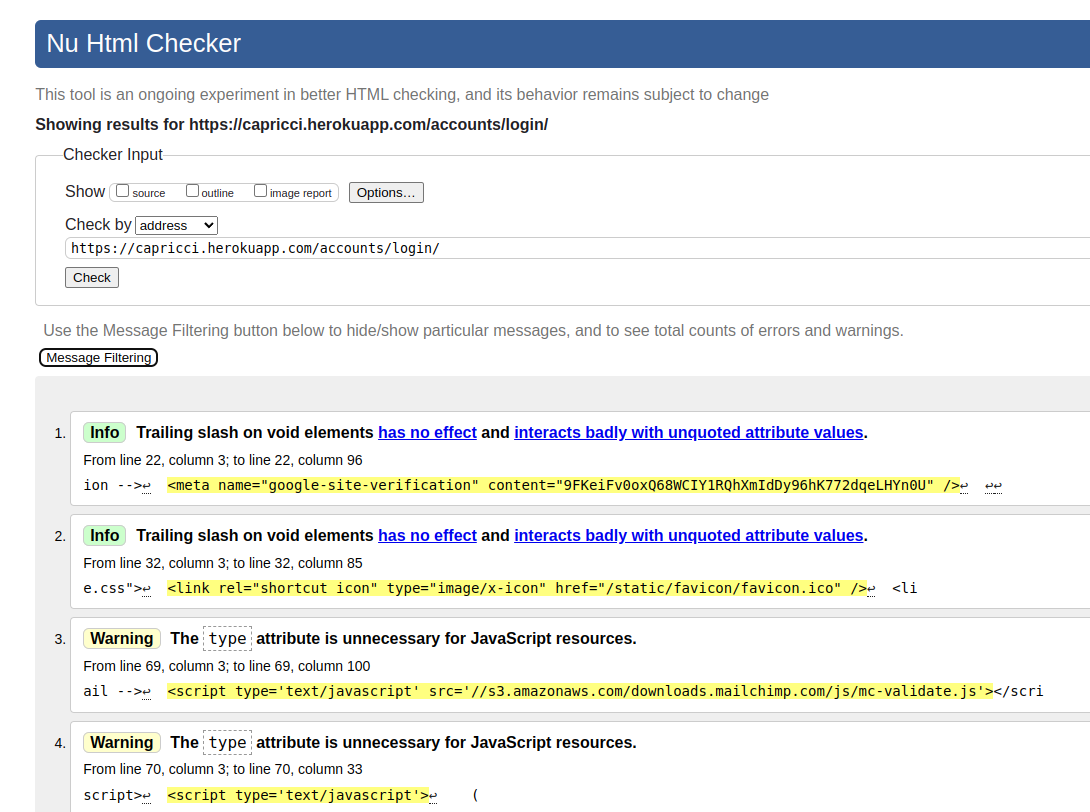 Nu Html Checker
This tool is an ongoing experiment in better HTML checking, and its behavior remains subject to change
Showing results for https://capricci.herokuapp.com/accounts/login/
Checker Input
Show source outline image report Options...
Check by address
https://capricci.herokuapp.com/accounts/login/
Check
Use the Message Filtering button below to hide/show particular messages, and to see total counts of errors and warnings.
Message Filtering
1. Info Trailing slash on void elements has no effect and interacts badly with unquoted attribute values.
From line 22, column 3; to line 22, column 96
ion -->↩ <meta name="google-site-verification" content="9FKeiFv0oxQ68WCIY1RQhXmIdDy96hK772dqeLHYn0U" />↩ ↩↩
2. Info Trailing slash on void elements has no effect and interacts badly with unquoted attribute values.
From line 32, column 3; to line 32, column 85
e.css">↩ <link rel="shortcut icon" type="image/x-icon" href="/static/favicon/favicon.ico" />↩ <li
3. Warning The type attribute is unnecessary for JavaScript resources.
From line 69, column 3; to line 69, column 100
ail -->↩ <script type='text/javascript' src='//s3.amazonaws.com/downloads.mailchimp.com/js/mc-validate.js'></scri
4. Warning The type attribute is unnecessary for JavaScript resources.
From line 70, column 3; to line 70, column 33
script>↩ <script type='text/javascript'>↩ (